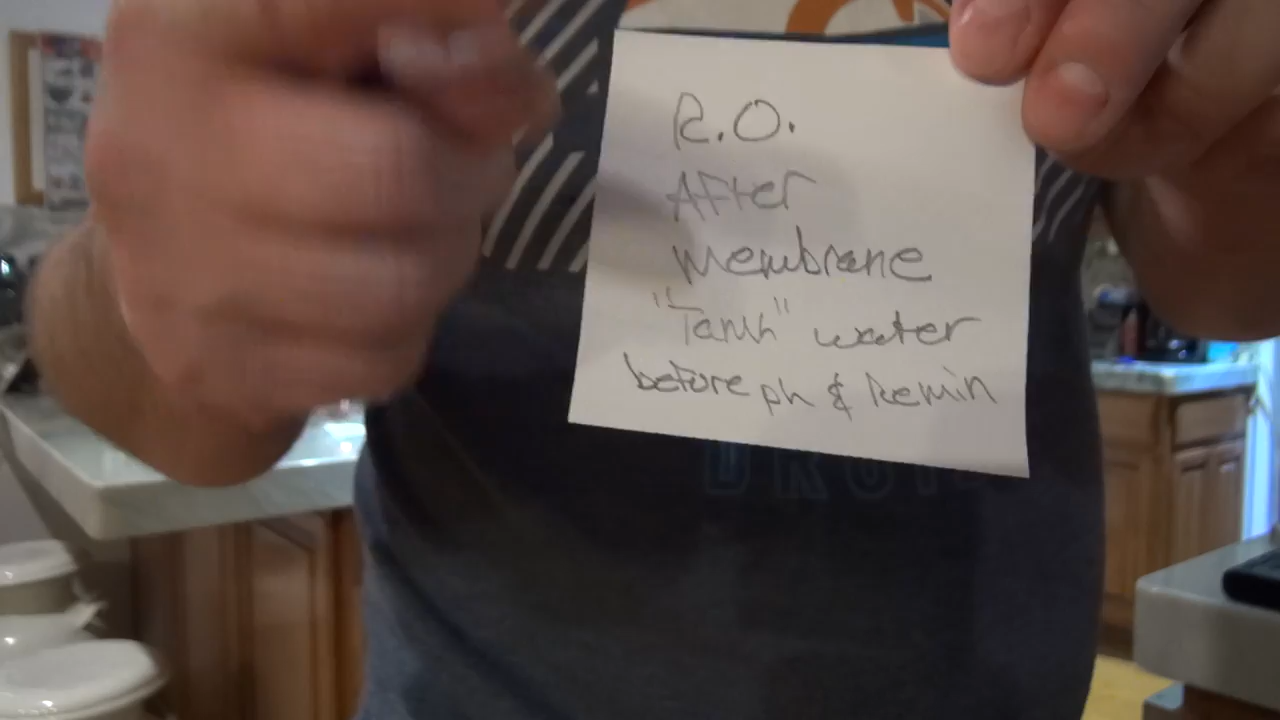 R.O.
After
membrane
"Tank" water
before ph & Remin